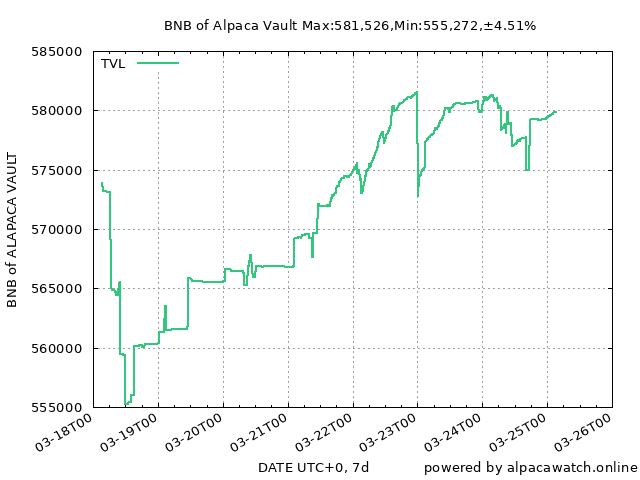 BNB of Alpaca Vault Max:581,526,Min:555,272,±4.51%
585000
TVL
580000
575000
570000
565000
560000
555000
BNB of ALAPACA VAULT
03-18T00
03-19T00
03-20T00
03-21T00
03-22T00
03-23T00
03-24T00
03-25T00
03-26T00
DATE UTC+0, 7d
powered by alpacawatch.online